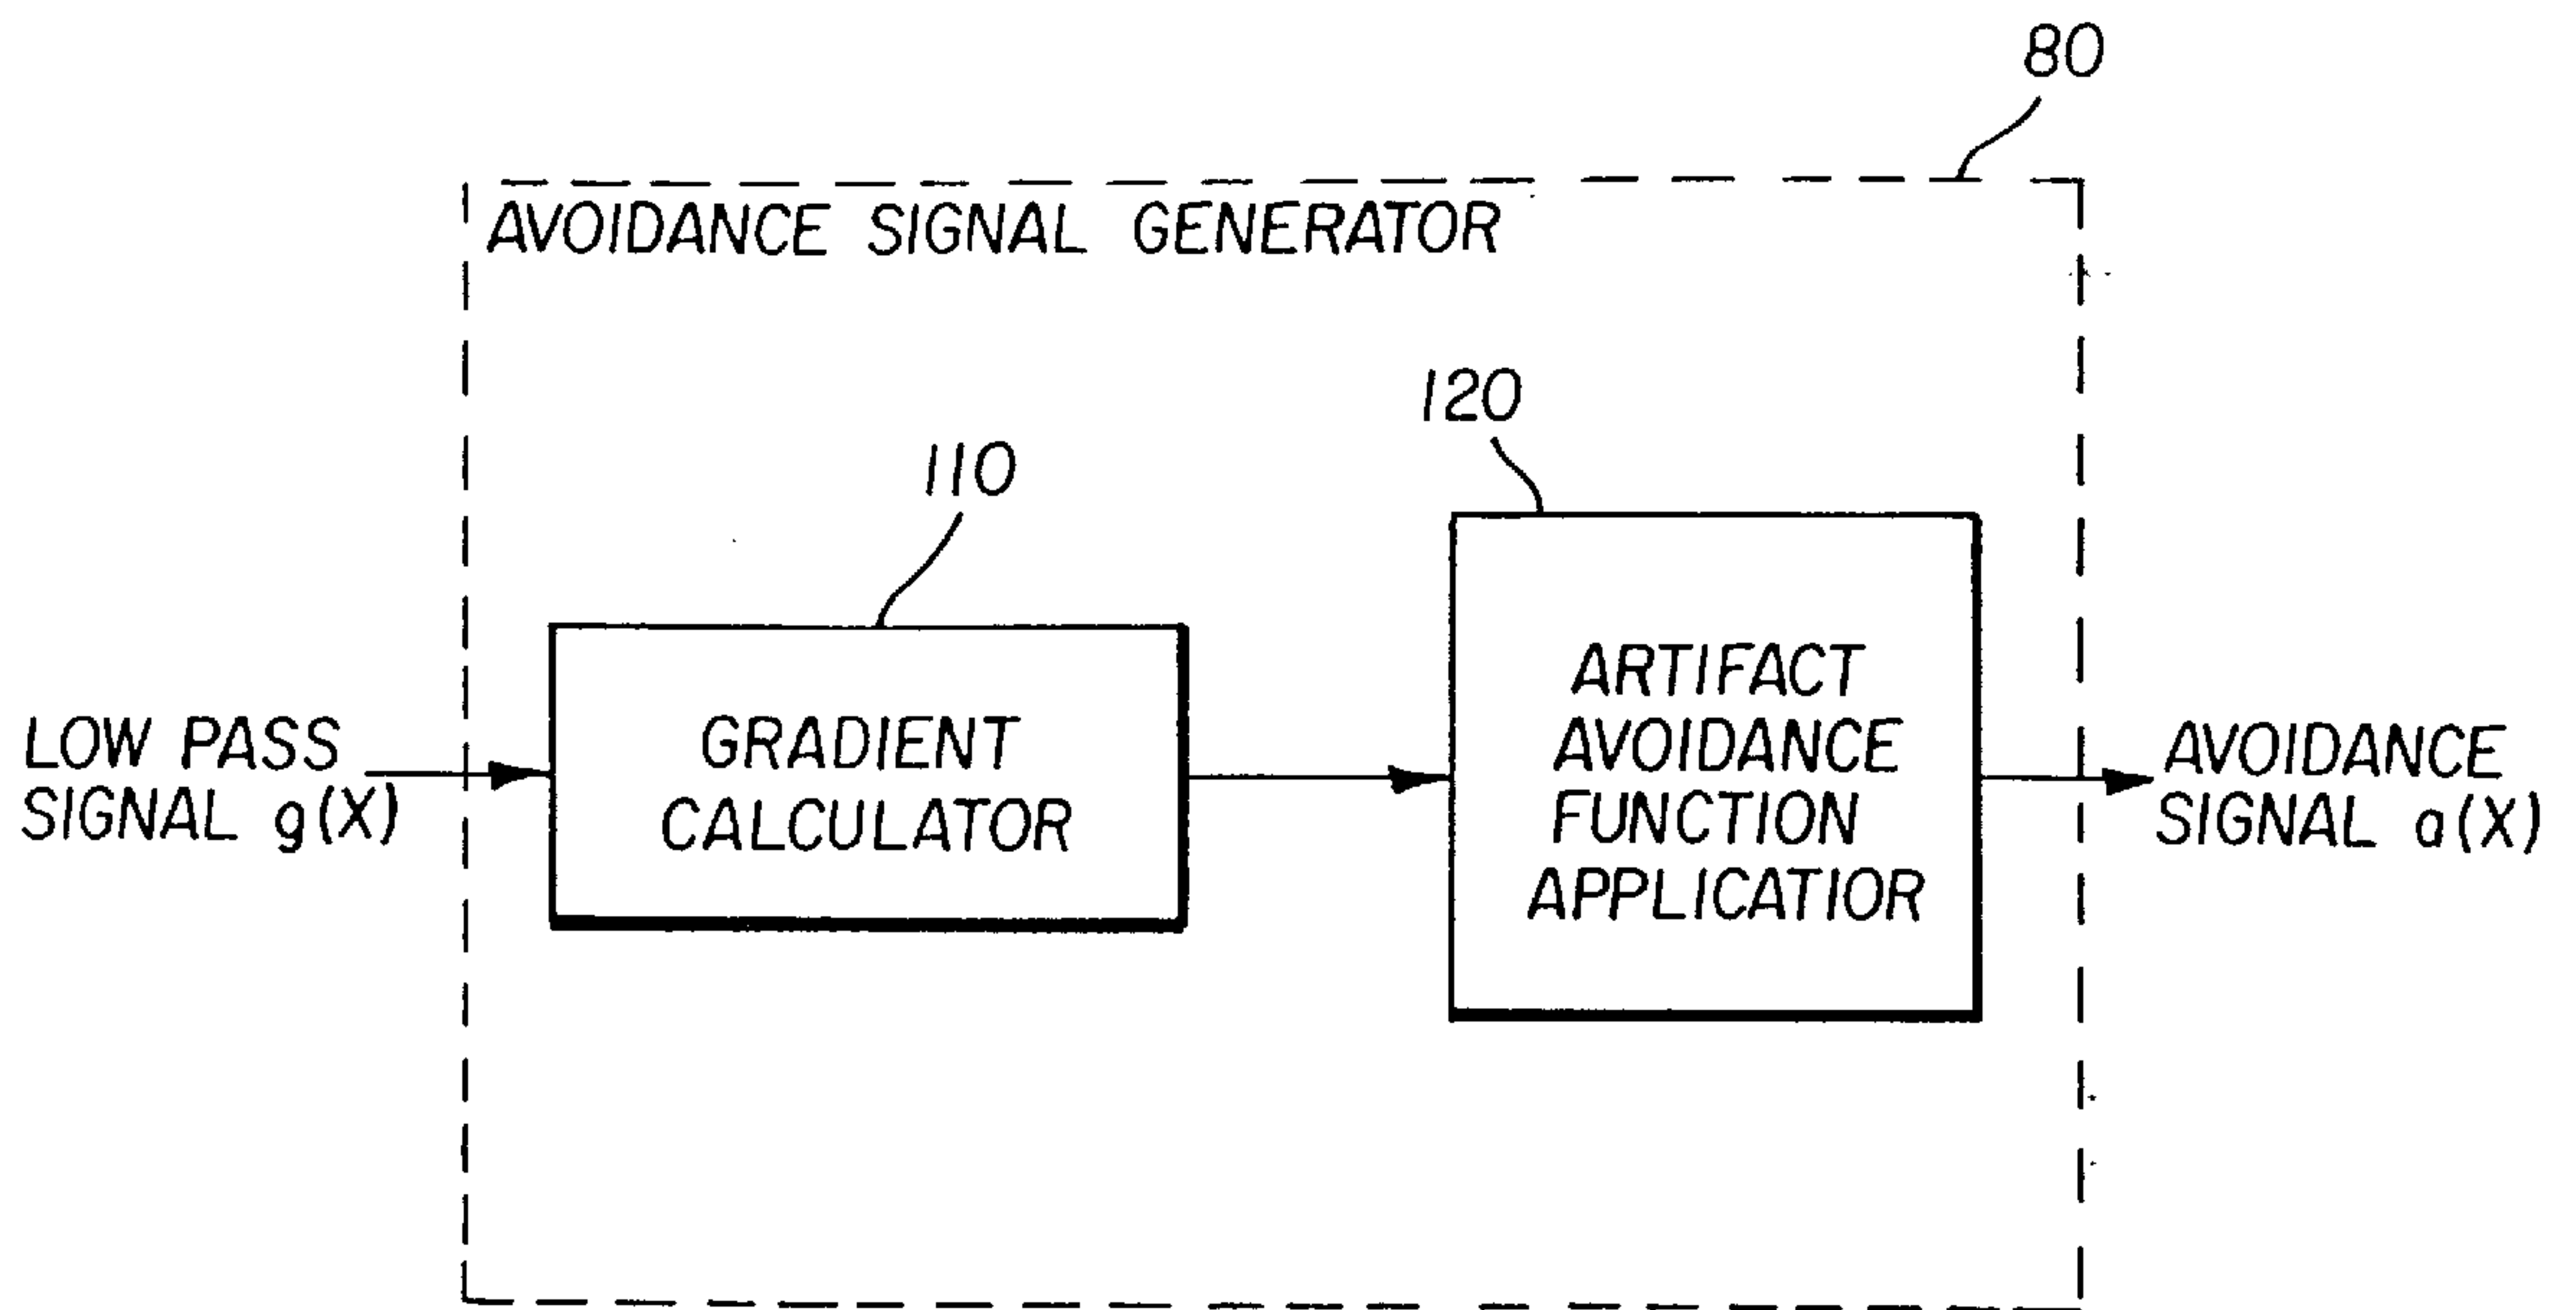 80
AVOIDANCE SIGNAL GENERATOR
120
110
LOW PASS
SIGNAL g(X)
GRADIENT
CALCULATOR
ARTIFACT
AVOIDANCE
FUNCTION
APPLICATIOR
AVOIDANCE
SIGNAL a(X)